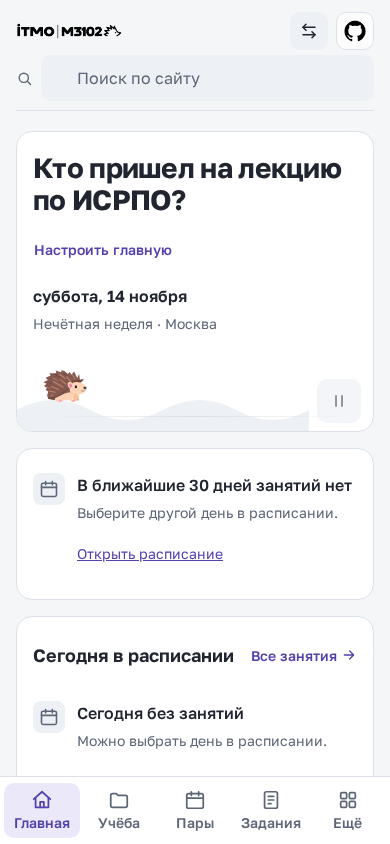 iTMO | M3102
Поиск по сайту
Кто пришел на лекцию
по ИСРПО?
Настроить главную
суббота, 14 ноября
Нечётная неделя · Москва
В ближайшие 30 дней занятий нет
Выберите другой день в расписании.
Открыть расписание
Сегодня в расписании
Все занятия →
Сегодня без занятий
Можно выбрать день в расписании.
Главная Учёба Пары Задания Ещё